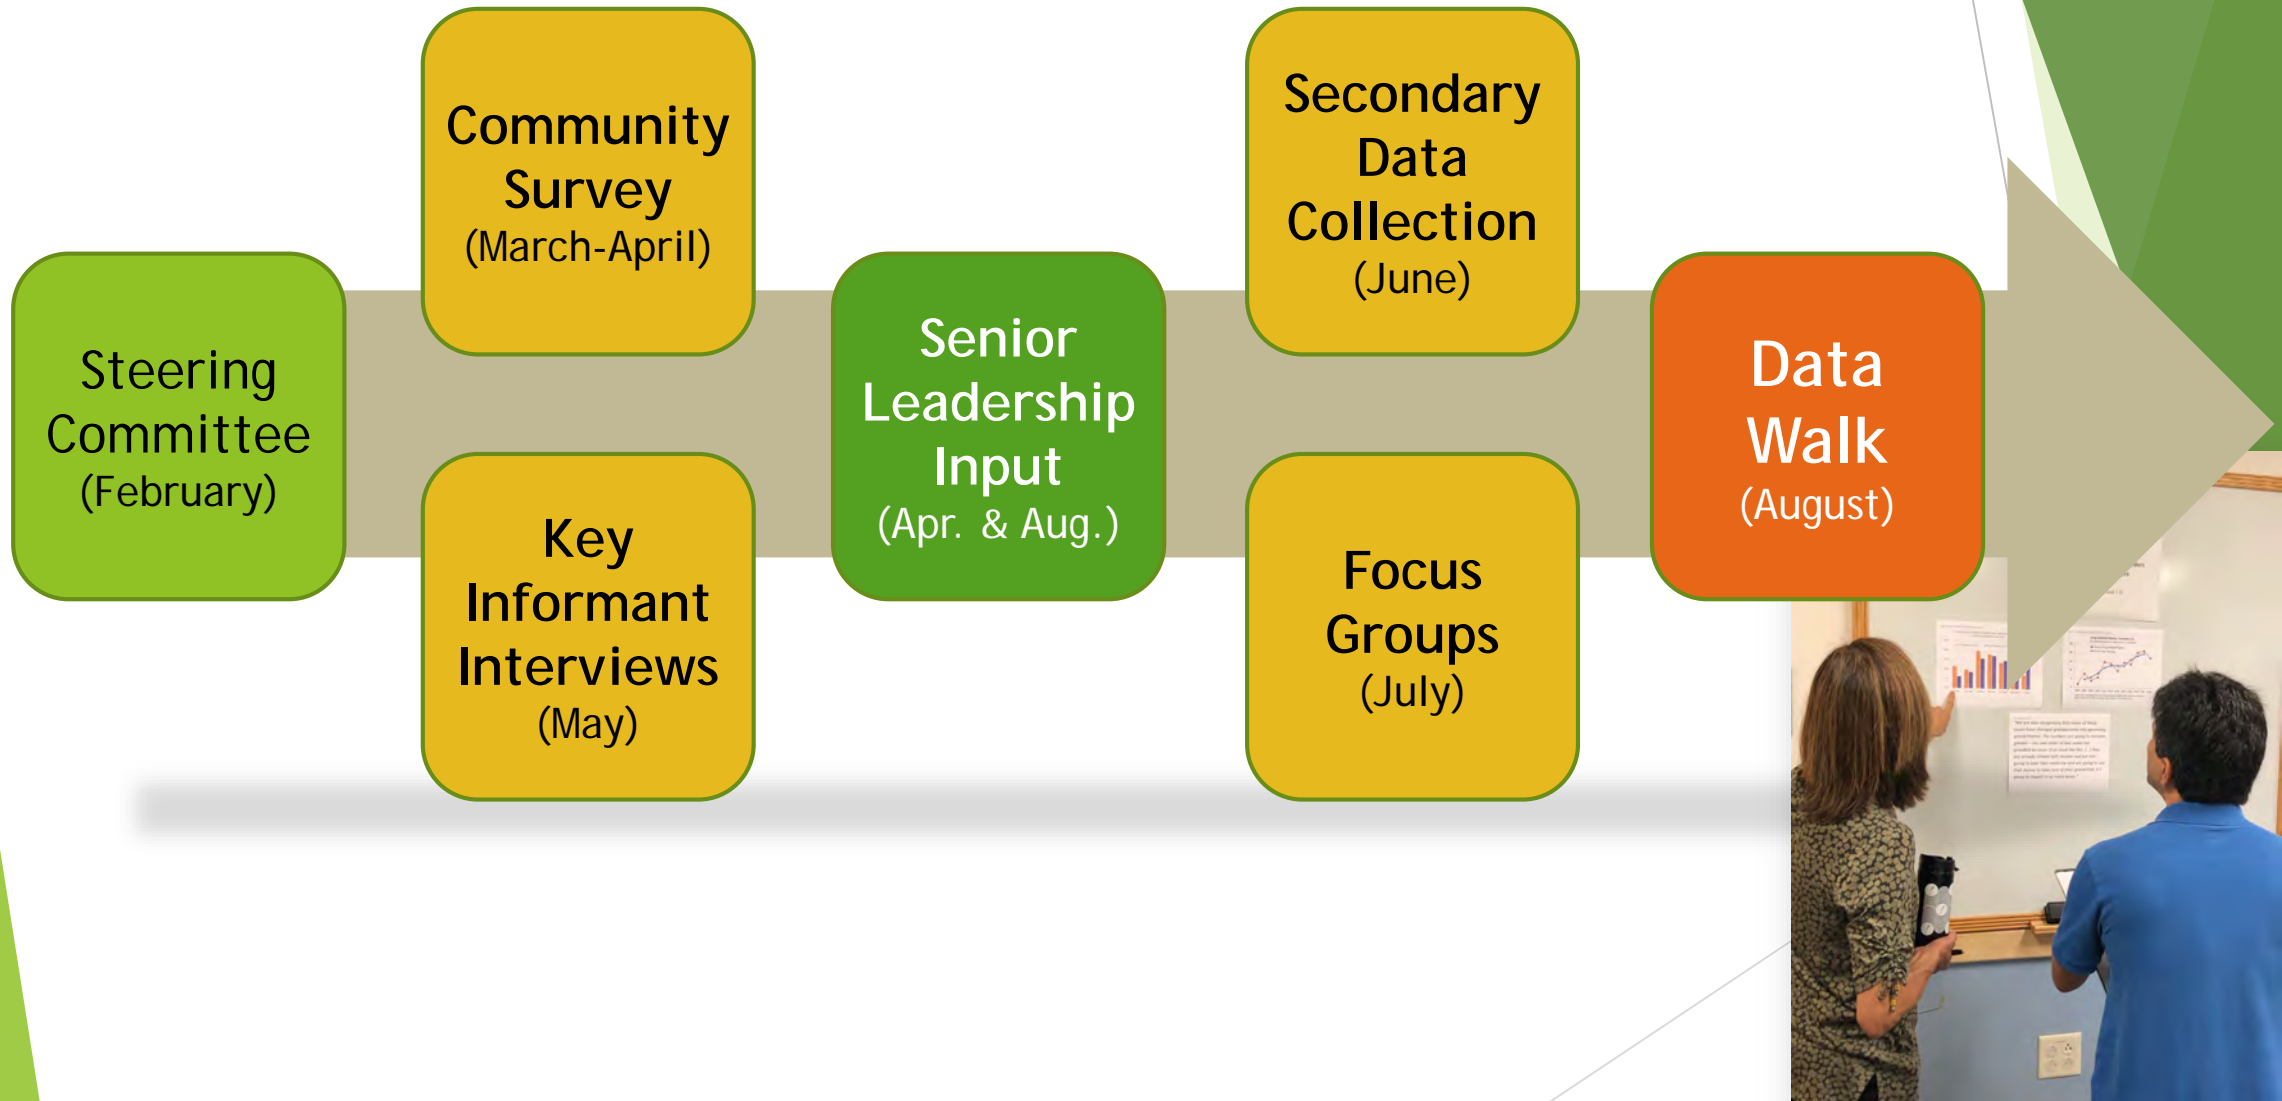 Steering
Committee
(February)
Community
Survey
(March-April)
Key
Informant
Interviews
(May)
Senior
Leadership
Input
(Apr. & Aug.)
Secondary
Data
Collection
(June)
Focus
Groups
(July)
Data
Walk
(August)